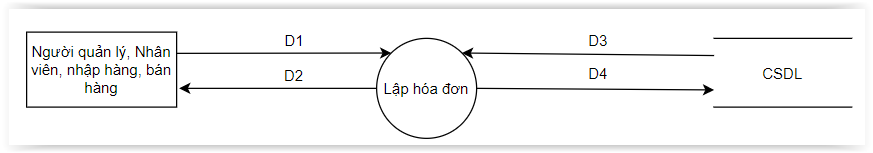 Người quản lý, Nhân
viên, nhập hàng, bán
hàng
D1
D2
Lập hóa đơn
D3
D4
CSDL